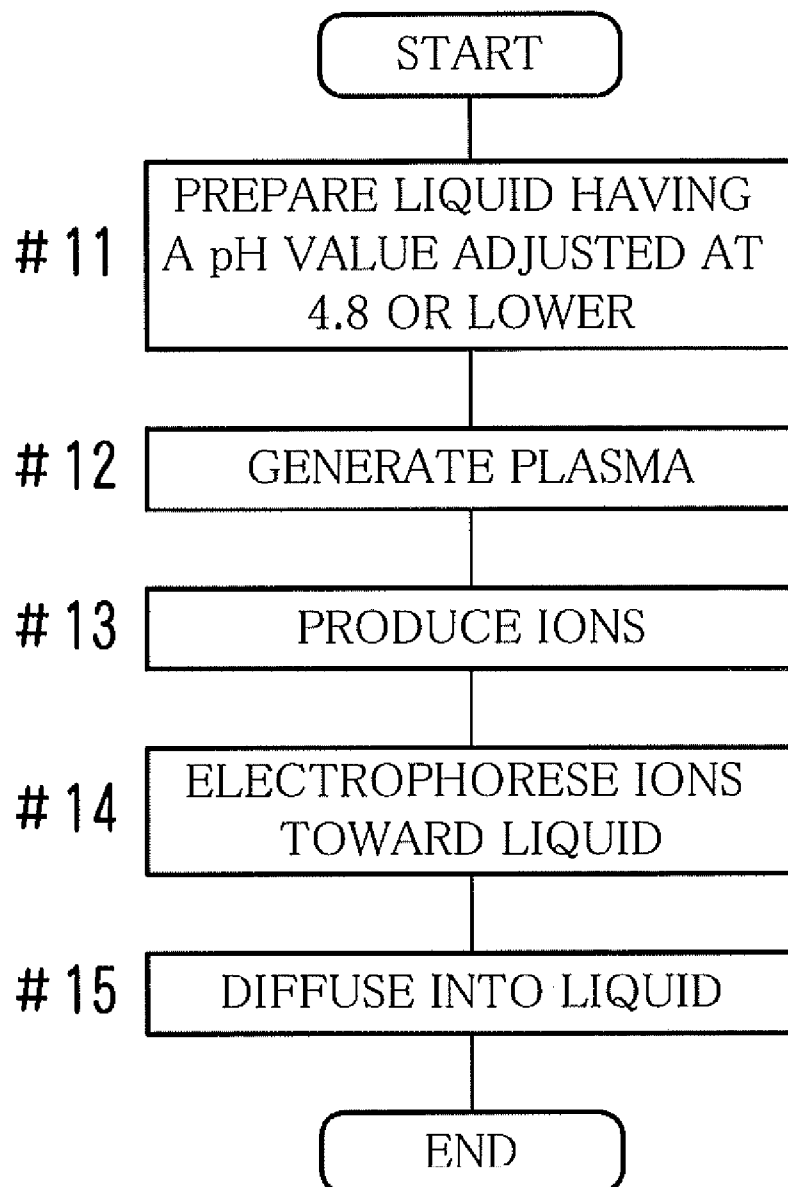 START
#11
PREPARE LIQUID HAVING
A pH VALUE ADJUSTED AT
4.8 OR LOWER
#12
GENERATE PLASMA
#13
PRODUCE IONS
#14
ELECTROPHORESE IONS
TOWARD LIQUID
#15
DIFFUSE INTO LIQUID
END